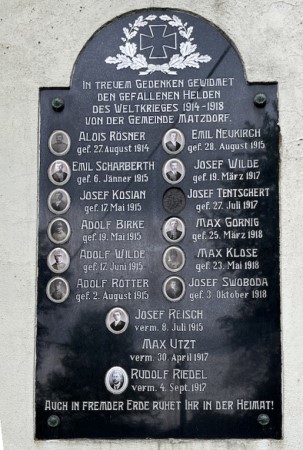 IN TREUEM GEDENKEN GEWIDMET
DEN GEFALLENEN HELDEN
DES WELTKRIEGES 1914-1918
VON DER GEMEINDE MATZDORF.
ALOIS RÖSNER
gef. 27. August 1914
EMIL SCHARBERTH
gef. 6. Jänner 1915
JOSEF KOSIAN
gef. 17. Mai 1915
ADOLF BIRKE
gef. 19. Mai 1915
ADOLF WILDE
gef. 17. Juni 1915
ADOLF ROTTER
gef. 2. August 1915
EMIL NEUKIRCH
gef. 28. August 1915
JOSEF WILDE
gef. 19. März 1917
JOSEF TENTSCHERT
gef. 27. Juli 1917
MAX GÖRNIG
gef. 25. März 1918
MAX KLOSE
gef. 23. Mai 1918
JOSEF SWOBODA
gef. 3. Oktober 1918
JOSEF REISCH
verm. 8. Juli 1915
MAX UTZT
verm. 30. April 1917
RUDOLF RIEDEL
verm. 4. Sept. 1917
AUCH IN FREMDER ERDE RUHET IHR IN DER HEIMAT!